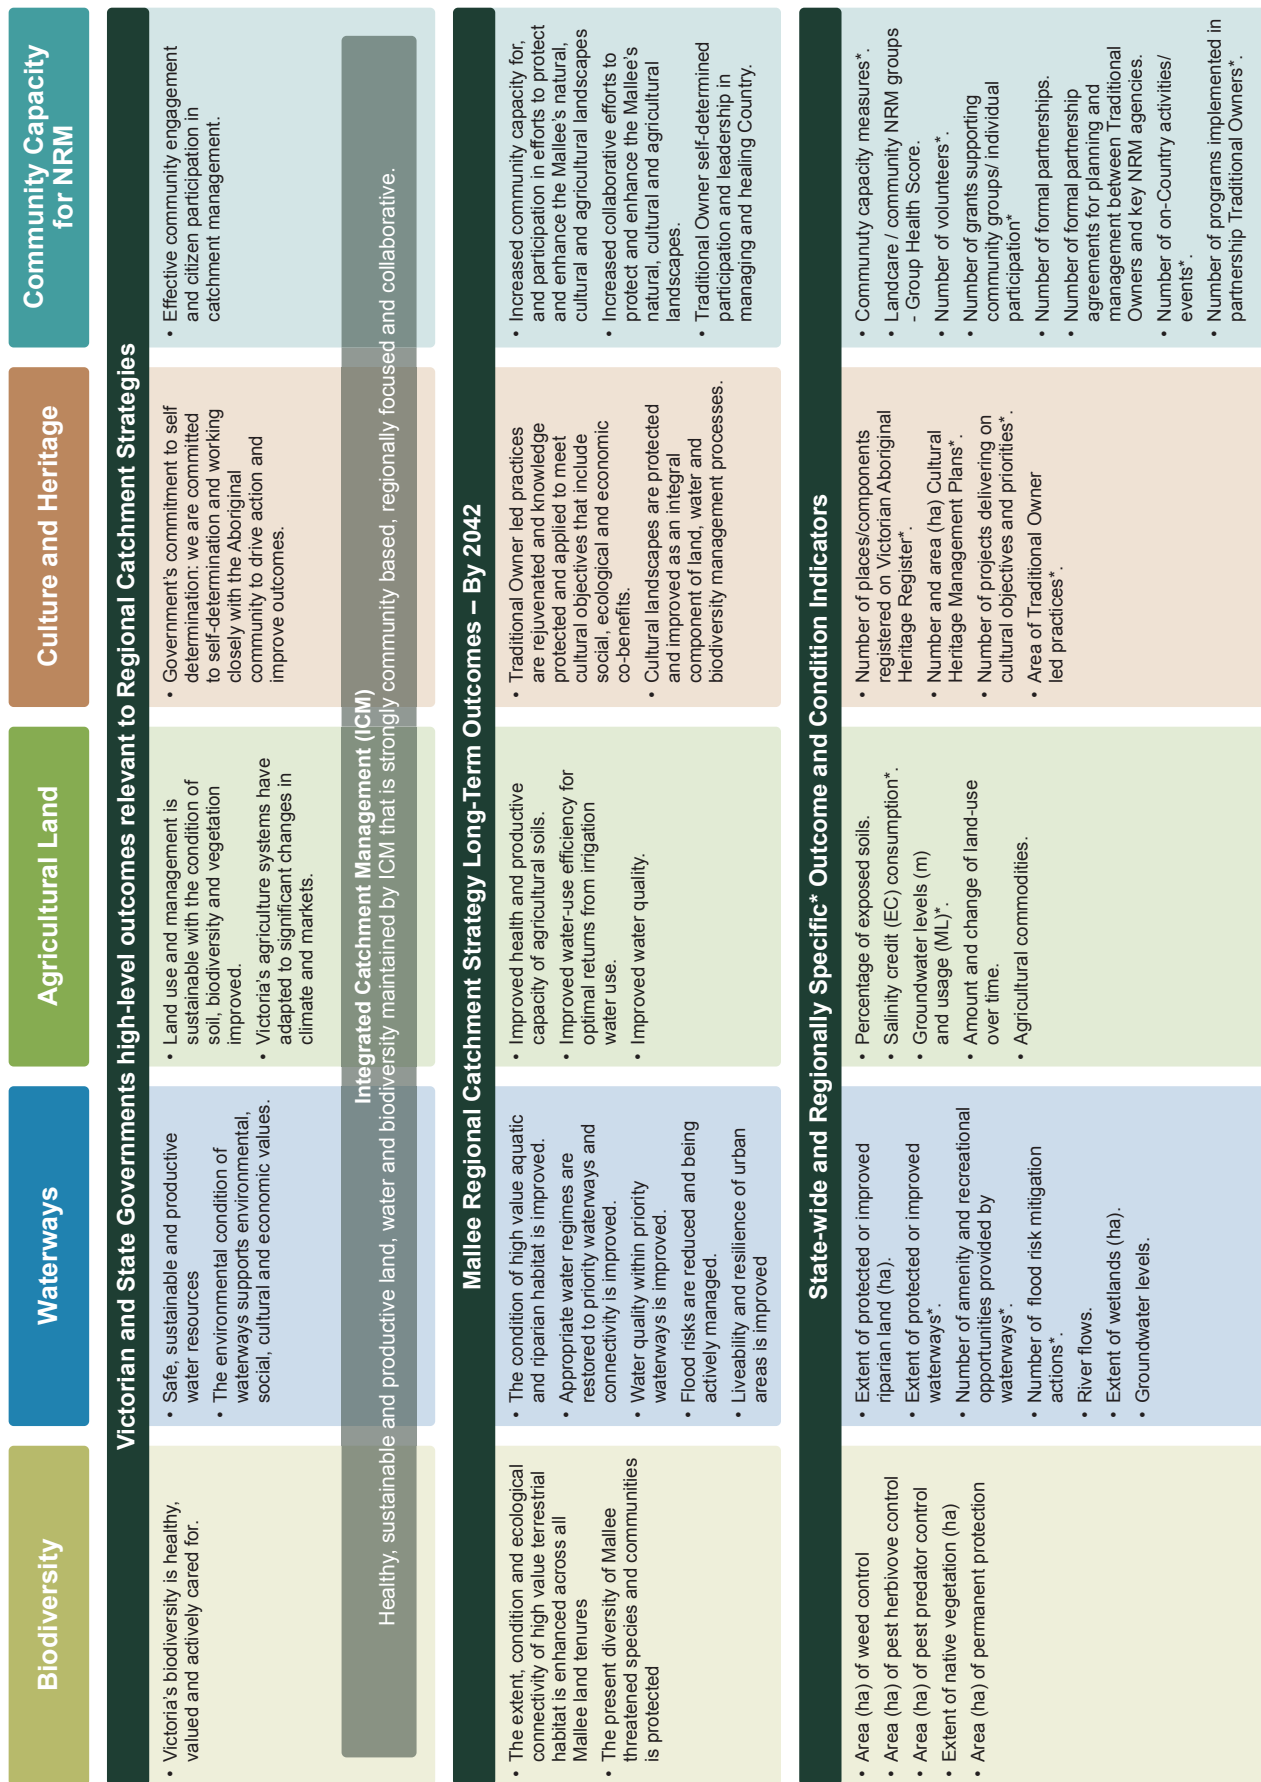 Biodiversity
Waterways
Agricultural Land
Culture and Heritage
Community Capacity
for NRM
Victorian and State Governments high-level outcomes relevant to Regional Catchment Strategies
• Victoria's biodiversity is healthy,
valued and actively cared for.
• Safe, sustainable and productive
water resources
• The environmental condition of
waterways supports environmental,
social, cultural and economic values.
• Land use and management is
sustainable with the condition of
soil, biodiversity and vegetation
improved.
• Victoria's agriculture systems have
adapted to significant changes in
climate and markets.
• Government's commitment to self
determination: we are committed
to self-determination and working
closely with the Aboriginal
community to drive action and
improve outcomes.
• Effective community engagement
and citizen participation in
catchment management.
Integrated Catchment Management (ICM)
Healthy, sustainable and productive land, water and biodiversity maintained by ICM that is strongly community based, regionally focused and collaborative.
Mallee Regional Catchment Strategy Long-Term Outcomes – By 2042
• The extent, condition and ecological
connectivity of high value terrestrial
habitat is enhanced across all
Mallee land tenures
• The present diversity of Mallee
threatened species and communities
is protected
• The condition of high value aquatic
and riparian habitat is improved.
• Appropriate water regimes are
restored to priority waterways and
connectivity is improved.
• Water quality within priority
waterways is improved.
• Flood risks are reduced and being
actively managed.
• Liveability and resilience of urban
areas is improved
• Improved health and productive
capacity of agricultural soils.
• Improved water-use efficiency for
optimal returns from irrigation
water use.
• Improved water quality.
• Traditional Owner led practices
are rejuvenated and knowledge
protected and applied to meet
cultural objectives that include
social, ecological and economic
co-benefits.
• Cultural landscapes are protected
and improved as an integral
component of land, water and
biodiversity management processes.
• Increased community capacity for,
and participation in efforts to protect
and enhance the Mallee's natural,
cultural and agricultural landscapes
• Increased collaborative efforts to
protect and enhance the Mallee's
natural, cultural and agricultural
landscapes.
• Traditional Owner self-determined
participation and leadership in
managing and healing Country.
State-wide and Regionally Specific* Outcome and Condition Indicators
• Area (ha) of weed control
• Area (ha) of pest herbivove control
• Area (ha) of pest predator control
• Extent of native vegetation (ha)
• Area (ha) of permanent protection
• Extent of protected or improved
riparian land (ha).
• Extent of protected or improved
waterways*.
• Number of amenity and recreational
opportunities provided by
waterways*.
• Number of flood risk mitigation
actions*.
• River flows.
• Extent of wetlands (ha).
• Groundwater levels.
• Percentage of exposed soils.
• Salinity credit (EC) consumption*.
• Groundwater levels (m)
and usage (ML)*.
• Amount and change of land-use
over time.
• Agricultural commodities.
• Number of places/components
registered on Victorian Aboriginal
Heritage Register*.
• Number and area (ha) Cultural
Heritage Management Plans*.
• Number of projects delivering on
cultural objectives and priorities*.
• Area of Traditional Owner
led practices*.
• Community capacity measures*.
• Landcare / community NRM groups
- Group Health Score.
• Number of volunteers*.
• Number of grants supporting
community groups/ individual
participation*
• Number of formal partnerships.
• Number of formal partnership
agreements for planning and
management between Traditional
Owners and key NRM agencies.
• Number of on-Country activities/
events*.
• Number of programs implemented in
partnership Traditional Owners*.